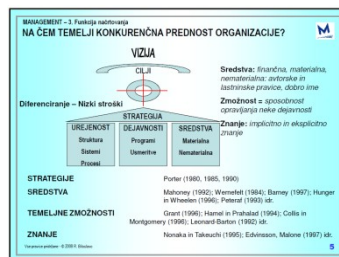 MANAGEMENT – 3. Funkcija načrtovanja
NA ČEM TEMELJI KONKURENČNA PREDNOST ORGANIZACIJE?
M
VIZIJA
CILJI
Diferenciranje – Nizki stroški
STRATEGIJA
UREJENOST
Struktura
Sistemi
Procesi
DEJAVNOSTI
Programi
Usmeritve
SREDSTVA
Materialna
Nematerialna
Sredstva: finančna, materialna,
nematerialna: avtorske in
lastninske pravice, dobro ime
Zmožnost = sposobnost
opravljanja neke dejavnosti
Znanje: implicitno in eksplicitno
znanje
STRATEGIJE Porter (1980, 1985, 1990)
SREDSTVA Mahoney (1992); Wernefelt (1984); Barney (1997); Hunger
in Wheelen (1996); Peteraf (1993) idr.
TEMELJNE ZMOŽNOSTI Grant (1996); Hamel in Prahalad (1994); Collis in
Montgomery (1995); Leonard-Barton (1992) idr.
ZNANJE Nonaka in Takeuchi (1995); Edvinsson, Malone (1997) idr.
5